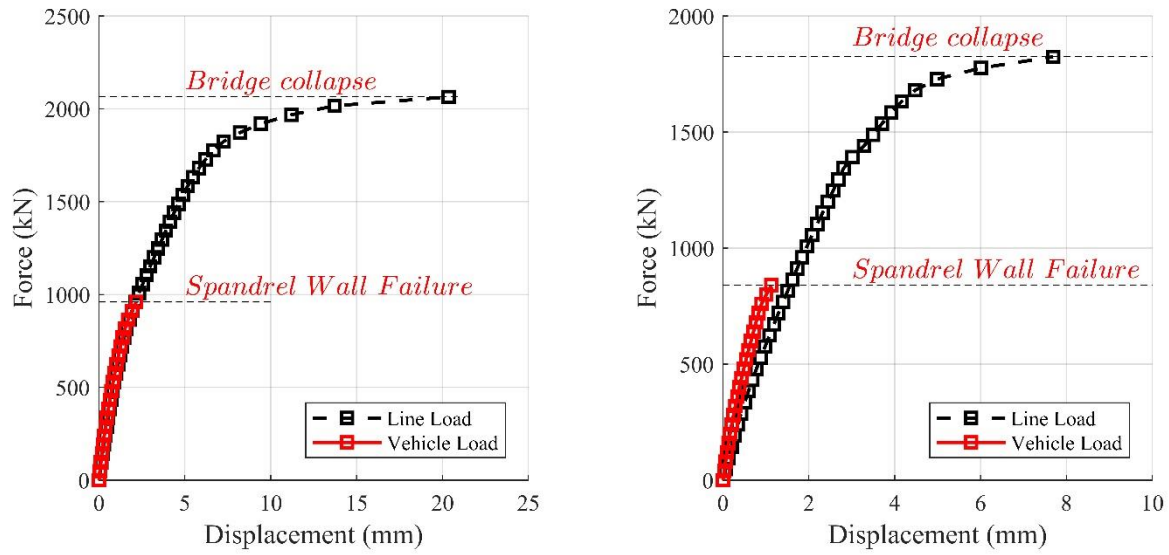 2500
2000
1500
1000
500
0
Force (kN)
Bridge collapse
Spandrel Wall Failure
Line Load
Vehicle Load
0 5 10 15 20 25
Displacement (mm)
2000
1500
1000
500
0
Force (kN)
Bridge collapse
Spandrel Wall Failure
Line Load
Vehicle Load
0 2 4 6 8 10
Displacement (mm)